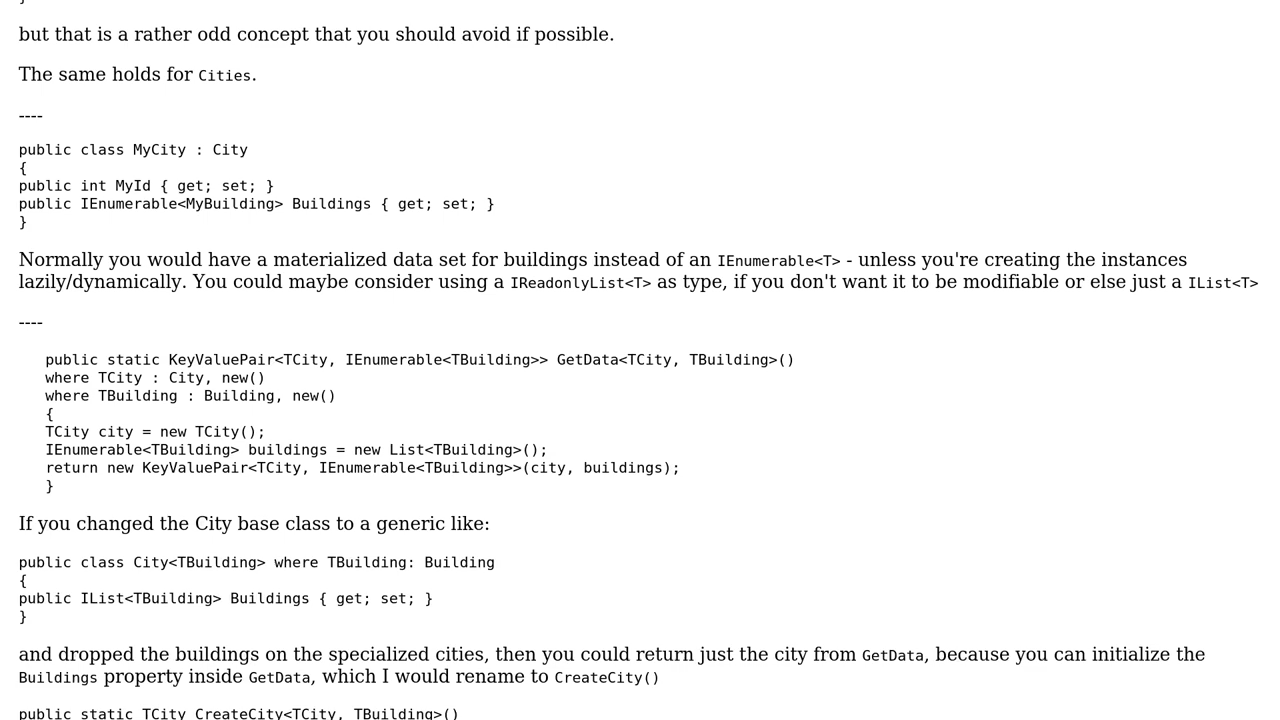 }
but that is a rather odd concept that you should avoid if possible.
The same holds for Cities.
----
public class MyCity : City
{
public int MyId { get; set; }
public IEnumerable<MyBuilding> Buildings { get; set; }
}
Normally you would have a materialized data set for buildings instead of an IEnumerable<T> - unless you're creating the instances
lazily/dynamically. You could maybe consider using a IReadonlyList<T> as type, if you don't want it to be modifiable or else just a IList<T>
----
public static KeyValuePair<TCity, IEnumerable<TBuilding>> GetData<TCity, TBuilding>()
where TCity : City, new()
where TBuilding : Building, new()
{
TCity city = new TCity();
IEnumerable<TBuilding> buildings = new List<TBuilding>();
return new KeyValuePair<TCity, IEnumerable<TBuilding>>(city, buildings);
}
If you changed the City base class to a generic like:
public class City<TBuilding> where TBuilding: Building
{
public IList<TBuilding> Buildings { get; set; }
}
and dropped the buildings on the specialized cities, then you could return just the city from GetData, because you can initialize the
Buildings property inside GetData, which I would rename to CreateCity()
public static TCity CreateCity<TCity, TBuilding>()